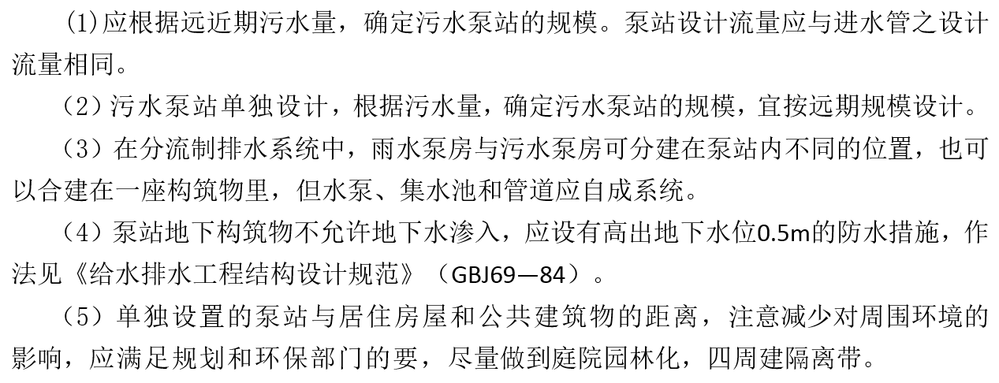 (1)应根据远近期污水量，确定污水泵站的规模。泵站设计流量应与进水管之设计
流量相同。
（2）污水泵站单独设计，根据污水量，确定污水泵站的规模，宜按远期规模设计。
（3）在分流制排水系统中，雨水泵房与污水泵房可分建在泵站内不同的位置，也可
以合建在一座构筑物里，但水泵、集水池和管道应自成系统。
（4）泵站地下构筑物不允许地下水渗入，应设有高出地下水位0.5m的防水措施，作
法见《给水排水工程结构设计规范》（GBJ69—84）。
（5）单独设置的泵站与居住房屋和公共建筑物的距离，注意减少对周围环境的
影响，应满足规划和环保部门的要，尽量做到庭院园林化，四周建隔离带。